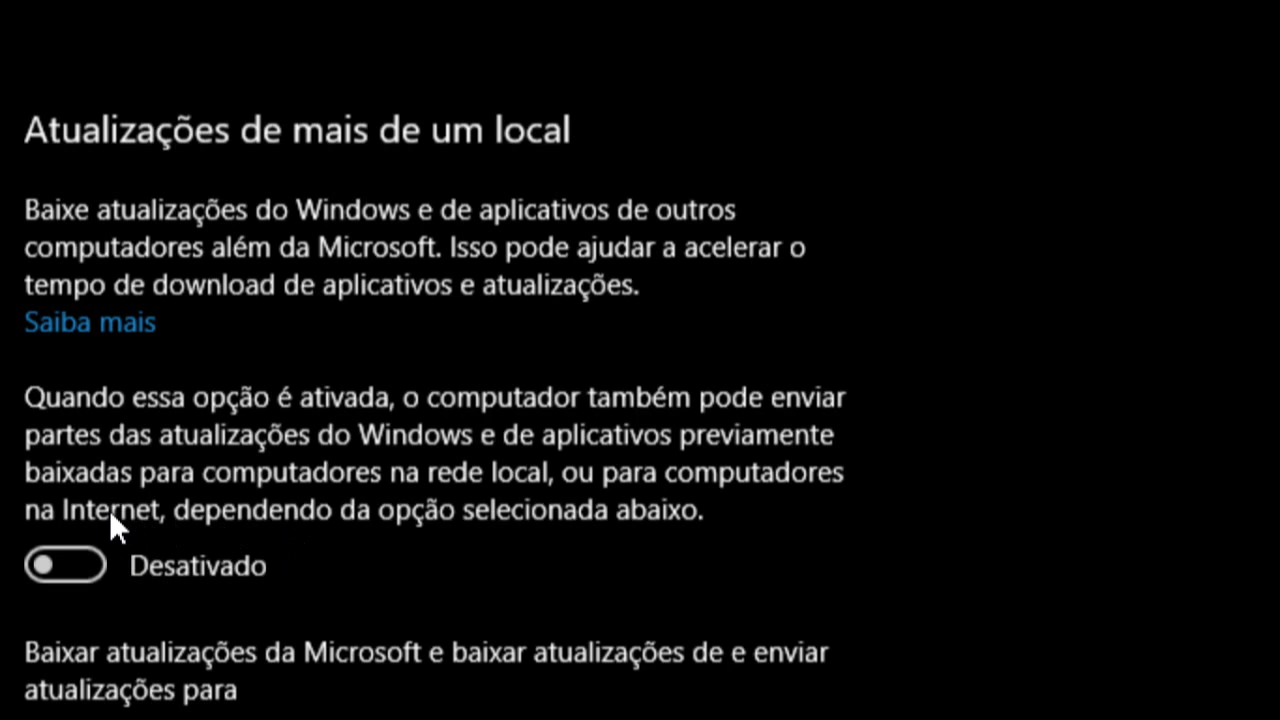 Atualizações de mais de um local
Baixe atualizações do Windows e de aplicativos de outros
computadores além da Microsoft. Isso pode ajudar a acelerar o
tempo de download de aplicativos e atualizações.
Saiba mais
Quando essa opção é ativada, o computador também pode enviar
partes das atualizações do Windows e de aplicativos previamente
baixadas para computadores na rede local, ou para computadores
na Internet, dependendo da opção selecionada abaixo.
Desativado
Baixar atualizações da Microsoft e baixar atualizações de e enviar
atualizações para